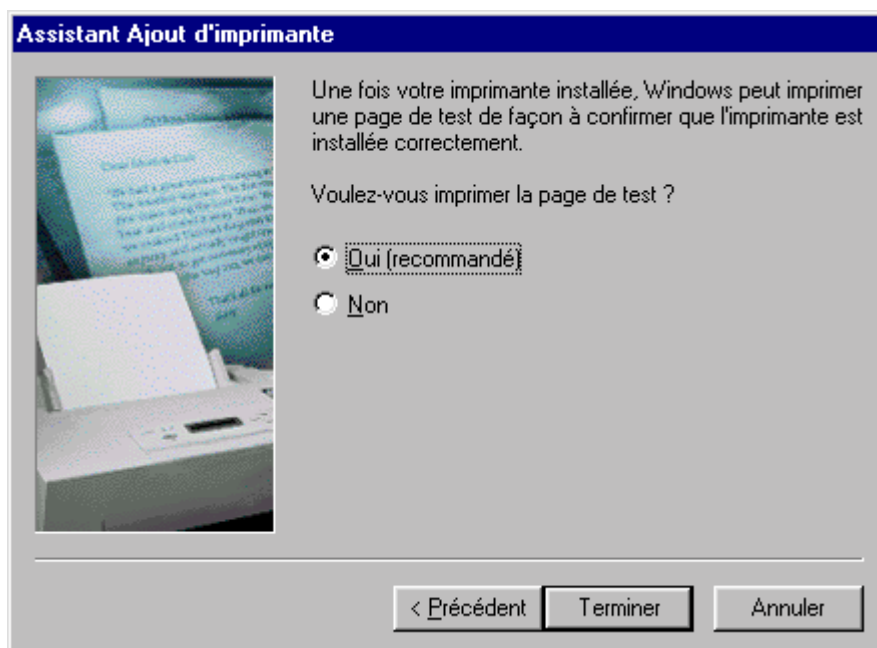 Assistant Ajout d'imprimante
Une fois votre imprimante installée, Windows peut imprimer
une page de test de façon à confirmer que l'imprimante est
installée correctement.
Voulez-vous imprimer la page de test ?
Oui (recommandé)
Non
< Précédent
Terminer
Annuler